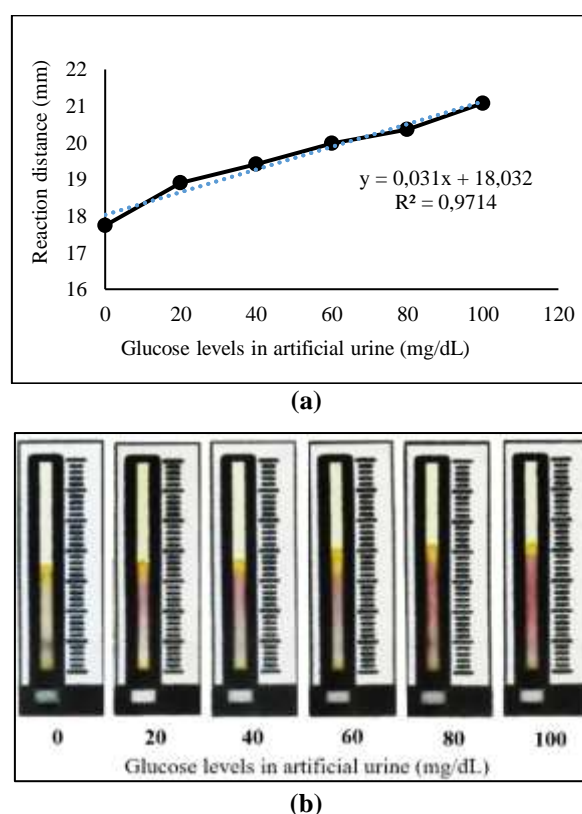 22
21
20
19
18
17
16
Reaction distance (mm)
y = 0,031x + 18,032
R² = 0,9714
0 20 40 60 80 100 120
Glucose levels in artificial urine (mg/dL)
(a)
0 20 40 60 80 100
Glucose levels in artificial urine (mg/dL)
(b)